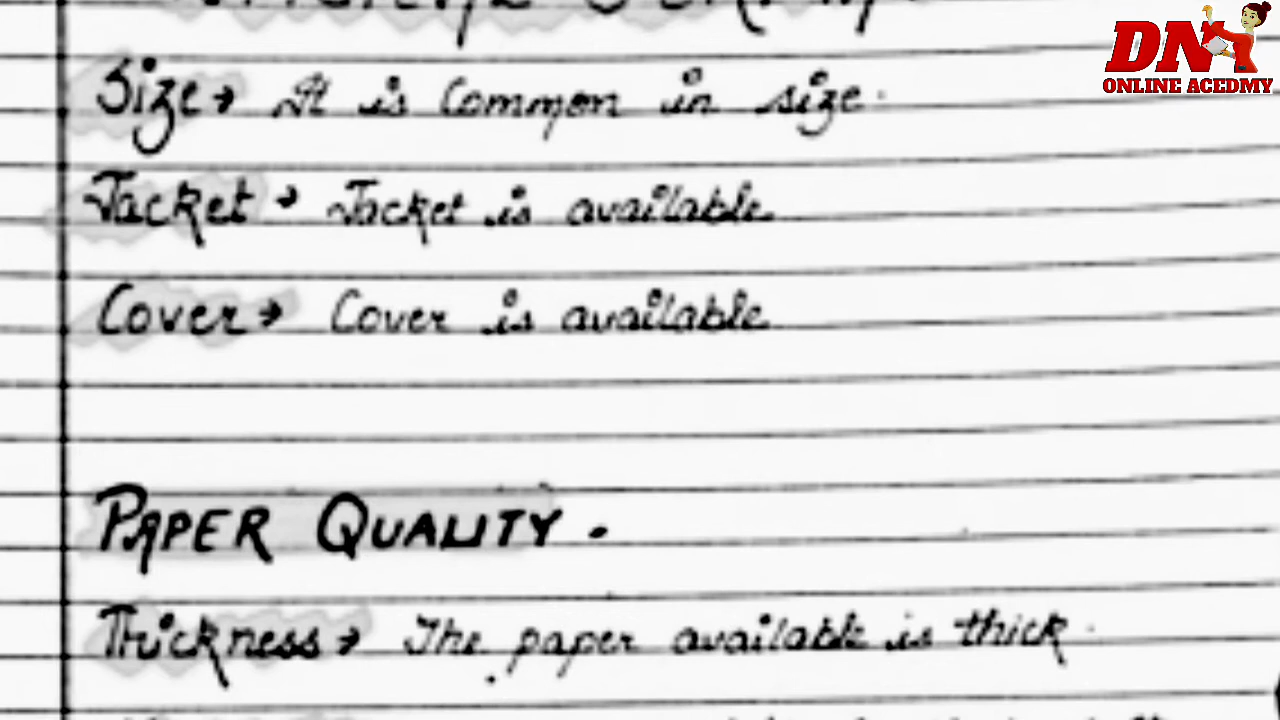 DNA
ONLINE ACEDMY
Size → It is Common in size.
Jacket → Jacket is available
Cover → Cover is available
PAPER QUALITY.
Thickness → The paper available is thick.